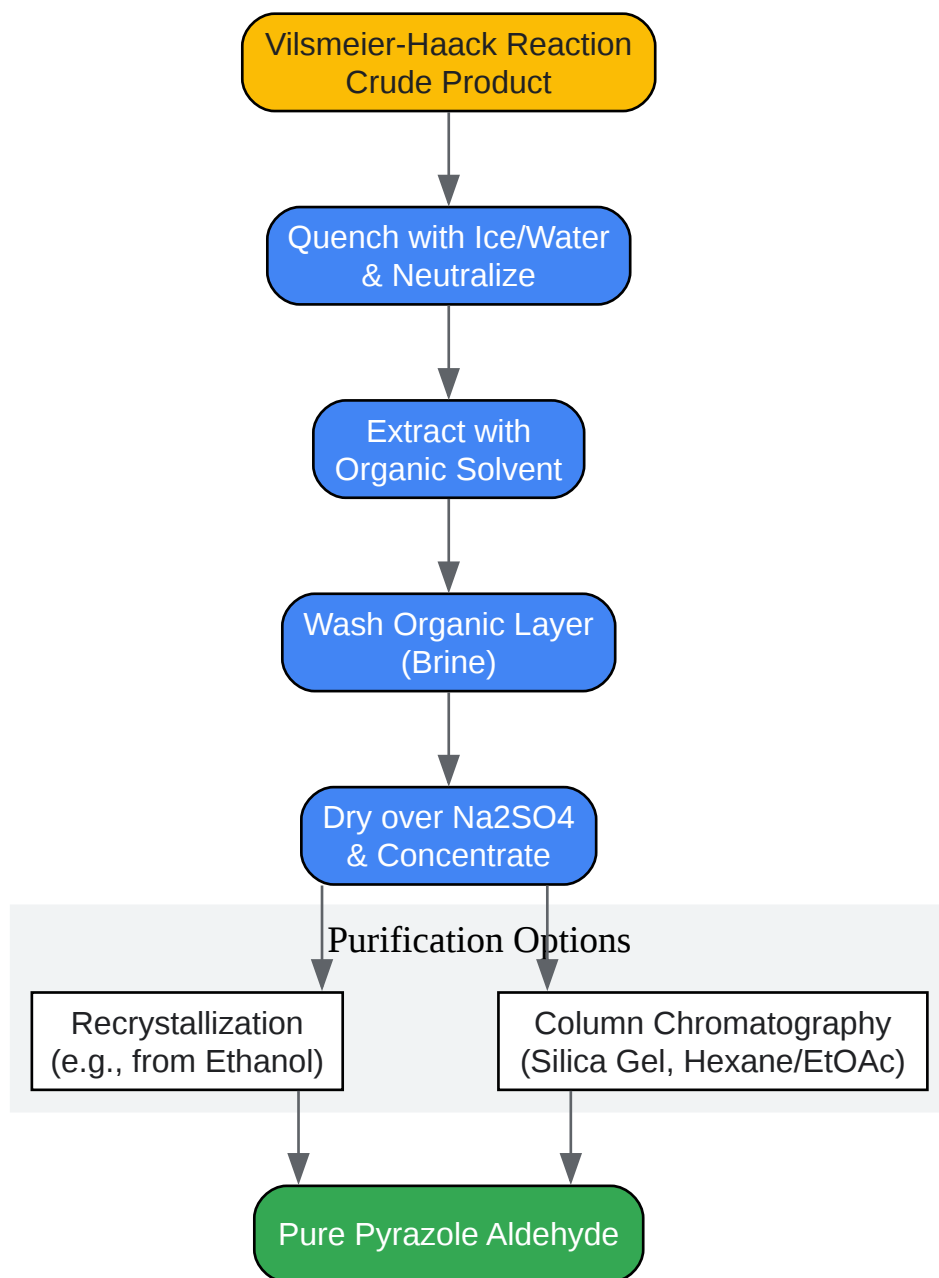 Vilsmeier-Haack Reaction
Crude Product
Quench with Ice/Water
& Neutralize
Extract with
Organic Solvent
Wash Organic Layer
(Brine)
Dry over Na2SO4
& Concentrate
Purification Options
Recrystallization
(e.g., from Ethanol)
Column Chromatography
(Silica Gel, Hexane/EtOAc)
Pure Pyrazole Aldehyde